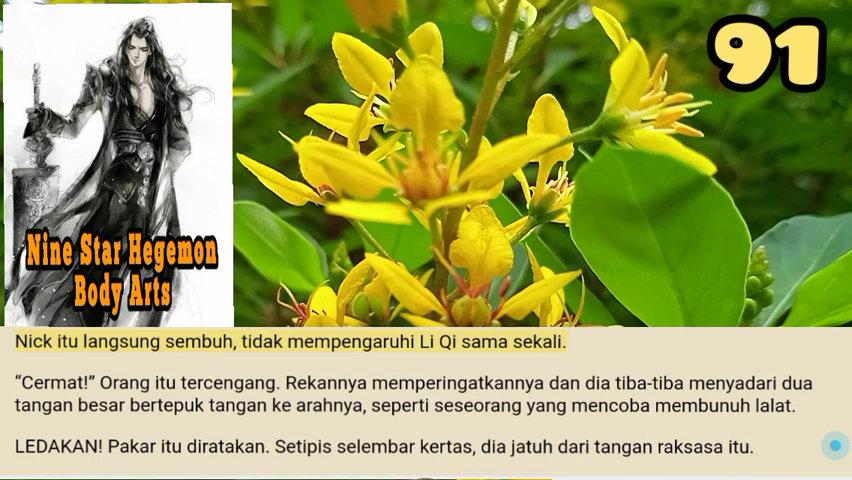 91
Nine Star Hegemon
Body Arts
Nick itu langsung sembuh, tidak mempengaruhi Li Qi sama sekali.
“Cermat!” Orang itu tercengang. Rekannya memperingatkannya dan dia tiba-tiba menyadari dua
tangan besar bertepuk tangan ke arahnya, seperti seseorang yang mencoba membunuh lalat.
LEDAKAN! Pakar itu diratakan. Setipis selembar kertas, dia jatuh dari tangan raksasa itu.